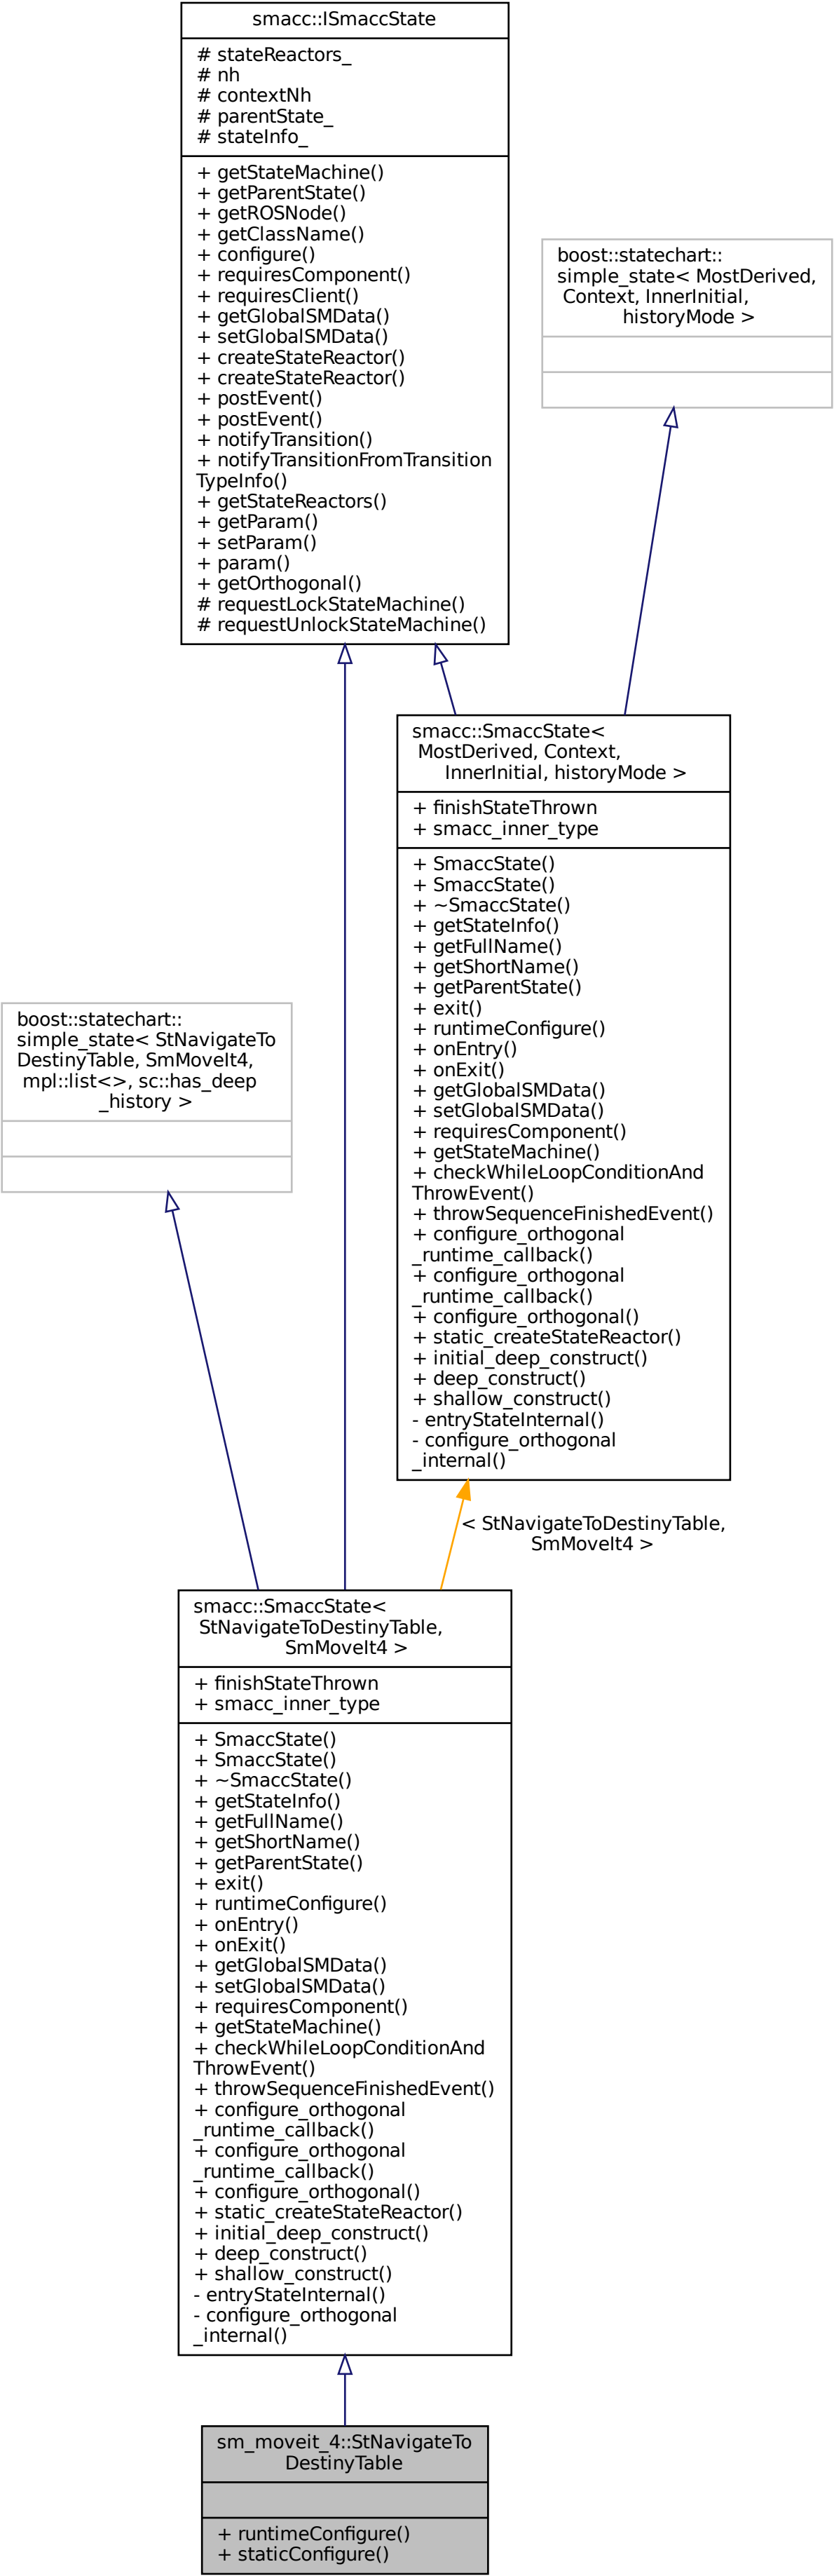 smacc::ISmaccState
# stateReactors_
# nh
# contextNh
# parentState_
# stateInfo_
+ getStateMachine()
+ getParentState()
+ getROSNode()
+ getClassName()
+ configure()
+ requiresComponent()
+ requiresClient()
+ getGlobalSMData()
+ setGlobalSMData()
+ createStateReactor()
+ createStateReactor()
+ postEvent()
+ postEvent()
+ notifyTransition()
+ notifyTransitionFromTransition
TypeInfo()
+ getStateReactors()
+ getParam()
+ setParam()
+ param()
+ getOrthogonal()
# requestLockStateMachine()
# requestUnlockStateMachine()
boost::statechart::
simple_state< MostDerived,
Context, InnerInitial,
historyMode >
smacc::SmaccState<
MostDerived, Context,
InnerInitial, historyMode >
+ finishStateThrown
+ smacc_inner_type
+ SmaccState()
+ SmaccState()
+ ~SmaccState()
+ getStateInfo()
+ getFullName()
+ getShortName()
+ getParentState()
+ exit()
+ runtimeConfigure()
+ onEntry()
+ onExit()
+ getGlobalSMData()
+ setGlobalSMData()
+ requiresComponent()
+ getStateMachine()
+ checkWhileLoopConditionAnd
ThrowEvent()
+ throwSequenceFinishedEvent()
+ configure_orthogonal
_runtime_callback()
+ configure_orthogonal
_runtime_callback()
+ configure_orthogonal()
+ static_createStateReactor()
+ initial_deep_construct()
+ deep_construct()
+ shallow_construct()
- entryStateInternal()
- configure_orthogonal
_internal()
boost::statechart::
simple_state< StNavigateTo
DestinyTable, SmMoveIt4,
mpl::list<>, sc::has_deep
_history >
< StNavigateToDestinyTable,
SmMoveIt4 >
smacc::SmaccState<
StNavigateToDestinyTable,
SmMoveIt4 >
+ finishStateThrown
+ smacc_inner_type
+ SmaccState()
+ SmaccState()
+ ~SmaccState()
+ getStateInfo()
+ getFullName()
+ getShortName()
+ getParentState()
+ exit()
+ runtimeConfigure()
+ onEntry()
+ onExit()
+ getGlobalSMData()
+ setGlobalSMData()
+ requiresComponent()
+ getStateMachine()
+ checkWhileLoopConditionAnd
ThrowEvent()
+ throwSequenceFinishedEvent()
+ configure_orthogonal
_runtime_callback()
+ configure_orthogonal
_runtime_callback()
+ configure_orthogonal()
+ static_createStateReactor()
+ initial_deep_construct()
+ deep_construct()
+ shallow_construct()
- entryStateInternal()
- configure_orthogonal
_internal()
sm_moveit_4::StNavigateTo
DestinyTable
+ runtimeConfigure()
+ staticConfigure()